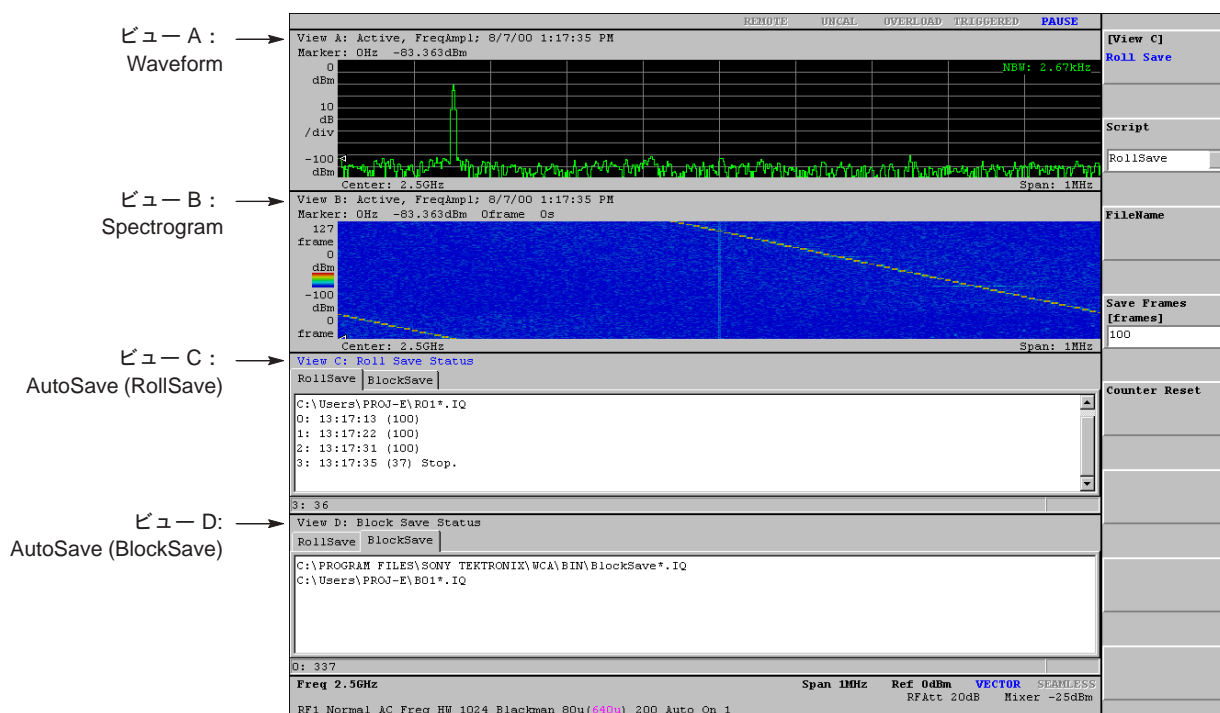 REMOTE UNCAL OVERLOAD TRIGGERED PAUSE
ビュー A：
Waveform
View A: Active, FreqAmpl; 8/7/00 1:17:35 PM
Marker: 0Hz -83.363dBm
0
dBm
10
dB
/div
-100
dBm
NBW: 2.67kHz
Center: 2.5GHz Span: 1MHz
ビュー B：
Spectrogram
View B: Active, FreqAmpl; 8/7/00 1:17:35 PM
Marker: 0Hz -83.363dBm 0frame 0s
127
frame
0
dBm
-100
dBm
0
frame
Center: 2.5GHz Span: 1MHz
ビュー C：
AutoSave (RollSave)
View C: Roll Save Status
RollSave BlockSave
C:\Users\PROJ-E\R01*.IQ
0: 13:17:13 (100)
1: 13:17:22 (100)
2: 13:17:31 (100)
3: 13:17:35 (37) Stop.
3: 36
ビュー D:
AutoSave (BlockSave)
View D: Block Save Status
RollSave BlockSave
C:\PROGRAM FILES\SONY TEKTRONIX\WCA\BIN\BlockSave*.IQ
C:\Users\PROJ-E\B01*.IQ
0: 337
Freq 2.5GHz Span 1MHz Ref 0dBm VECTOR SEAMLESS
RFAtt 20dB Mixer -25dBm
RF1 Normal AC Freq HW 1024 Blackman 80u(640u) 200 Auto On 1
[View C]
Roll Save
Script
RollSave
FileName
Save Frames
[frames]
100
Counter Reset